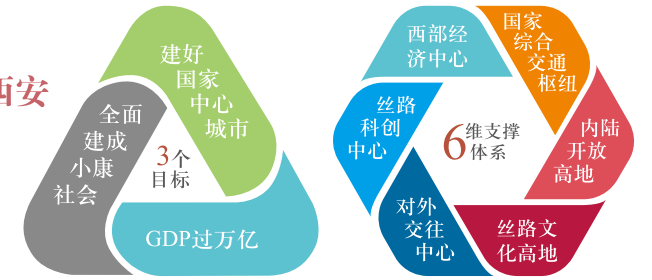 西安
建好
国家
中心
城市
全面
建成
小康
社会
3个
目标
GDP过万亿
西部经
济中心
国家
综合
交通
枢纽
丝路
科创
中心
6维支撑
体系
内陆
开放
高地
对外
交往
中心
丝路文
化高地